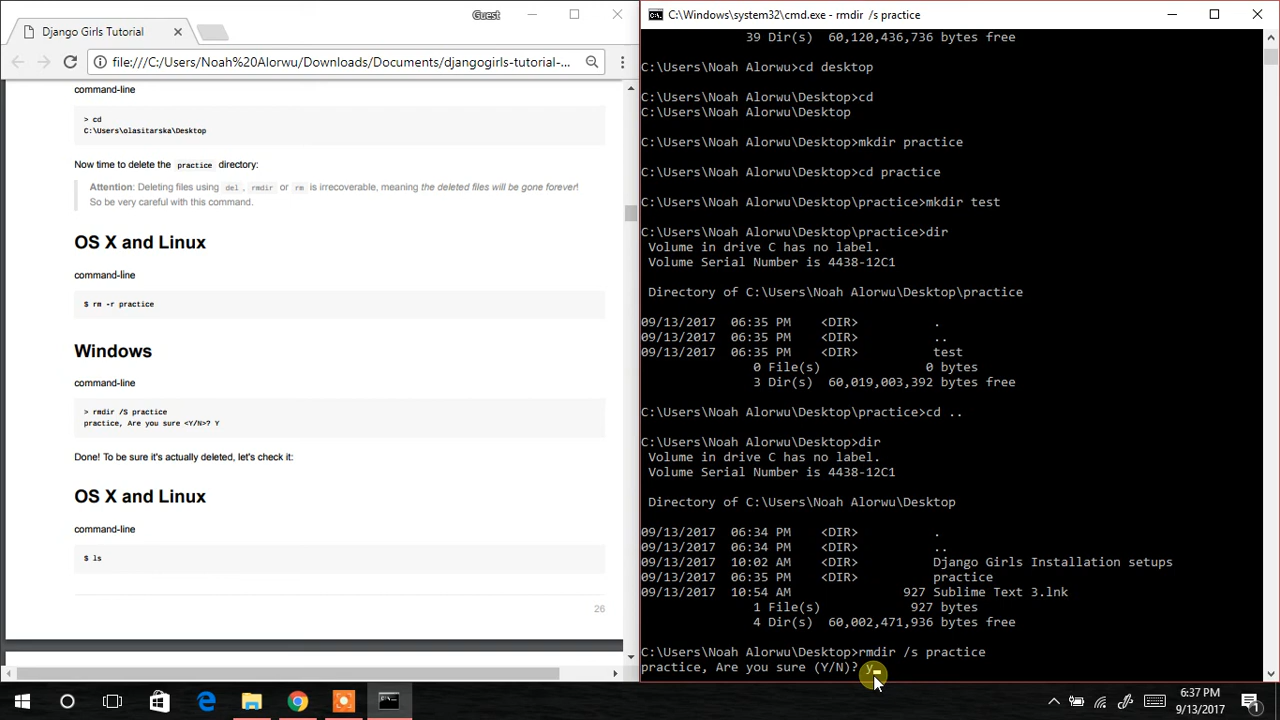 Guest
Django Girls Tutorial
file:///C:/Users/Noah%20Alorwu/Downloads/Documents/djangogirls-tutorial-...
command-line
> cd
C:\Users\olasitarska\Desktop
Now time to delete the practice directory:
Attention: Deleting files using del, rmdir or rm is irrecoverable, meaning the deleted files will be gone forever!
So be very careful with this command.
OS X and Linux
command-line
$ rm -r practice
Windows
command-line
> rmdir /S practice
practice, Are you sure <Y/N>? Y
Done! To be sure it's actually deleted, let's check it:
OS X and Linux
command-line
$ ls
26
C:\Windows\system32\cmd.exe - rmdir /s practice
39 Dir(s) 60,120,436,736 bytes free
C:\Users\Noah Alorwu>cd desktop
C:\Users\Noah Alorwu\Desktop>cd
C:\Users\Noah Alorwu\Desktop
C:\Users\Noah Alorwu\Desktop>mkdir practice
C:\Users\Noah Alorwu\Desktop>cd practice
C:\Users\Noah Alorwu\Desktop\practice>mkdir test
C:\Users\Noah Alorwu\Desktop\practice>dir
Volume in drive C has no label.
Volume Serial Number is 4438-12C1
Directory of C:\Users\Noah Alorwu\Desktop\practice
09/13/2017 06:35 PM <DIR> .
09/13/2017 06:35 PM <DIR> ..
09/13/2017 06:35 PM <DIR> test
0 File(s) 0 bytes
3 Dir(s) 60,019,003,392 bytes free
C:\Users\Noah Alorwu\Desktop\practice>cd ..
C:\Users\Noah Alorwu\Desktop>dir
Volume in drive C has no label.
Volume Serial Number is 4438-12C1
Directory of C:\Users\Noah Alorwu\Desktop
09/13/2017 06:34 PM <DIR> .
09/13/2017 06:34 PM <DIR> ..
09/13/2017 10:02 AM <DIR> Django Girls Installation setups
09/13/2017 06:35 PM <DIR> practice
09/13/2017 10:54 AM 927 Sublime Text 3.lnk
1 File(s) 927 bytes
4 Dir(s) 60,002,471,936 bytes free
C:\Users\Noah Alorwu\Desktop>rmdir /s practice
practice, Are you sure (Y/N)? y
6:37 PM
9/13/2017
1